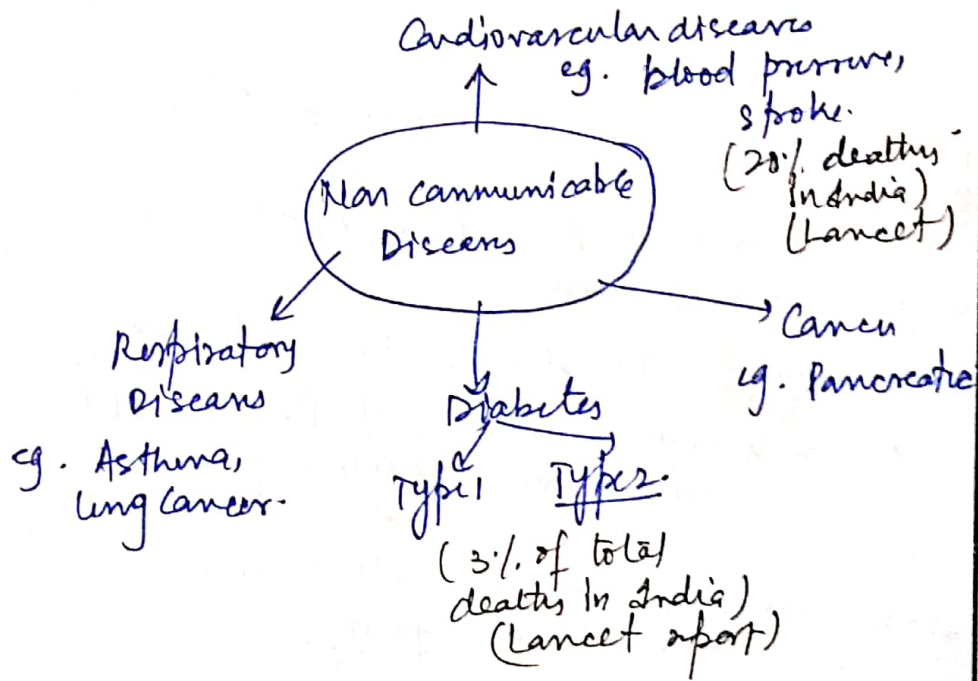 Cardiovascular diseases
eg. blood pressure,
stroke.
(20% deaths
in India)
(Lancet)
Non communicable
Diseases
Respiratory
Diseases
eg. Asthma,
lung cancer.
Diabetes
Type 1
Type 2.
(3% of total
deaths in India)
(Lancet report)
Cancer
eg. Pancreatic